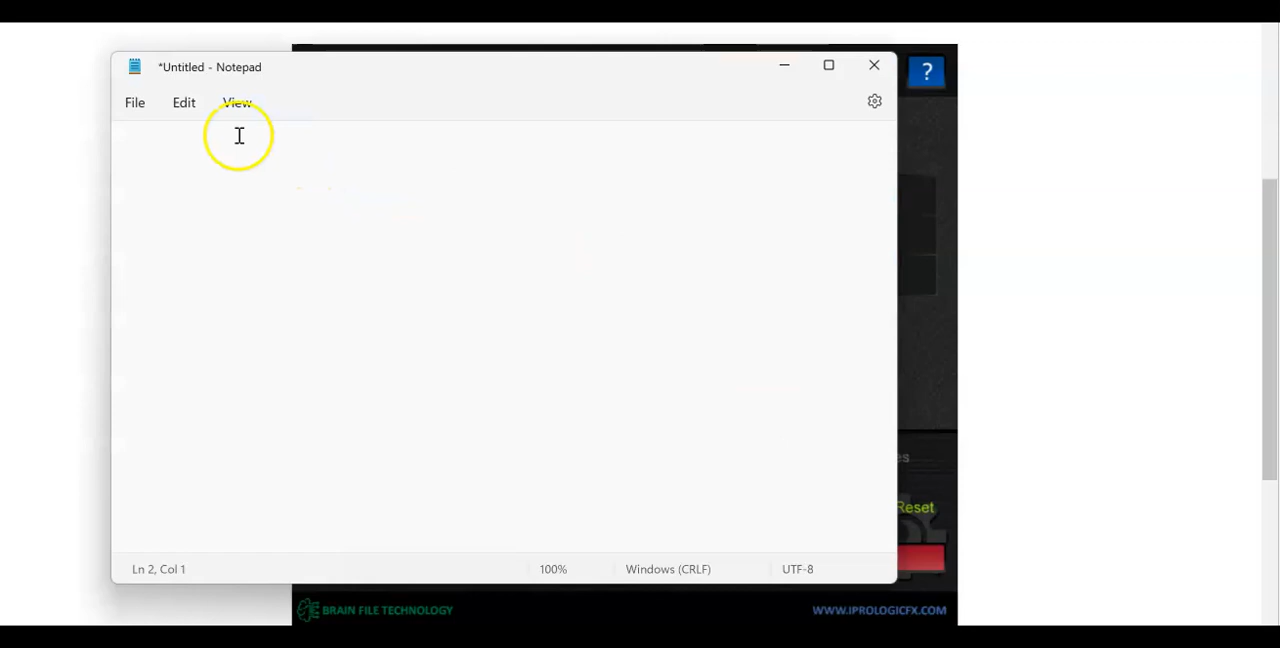 *Untitled - Notepad
?
File Edit View
es
Reset
Ln 2, Col 1 100% Windows (CRLF) UTF-8
BRAIN FILE TECHNOLOGY WWW.IPROLOGICFX.COM